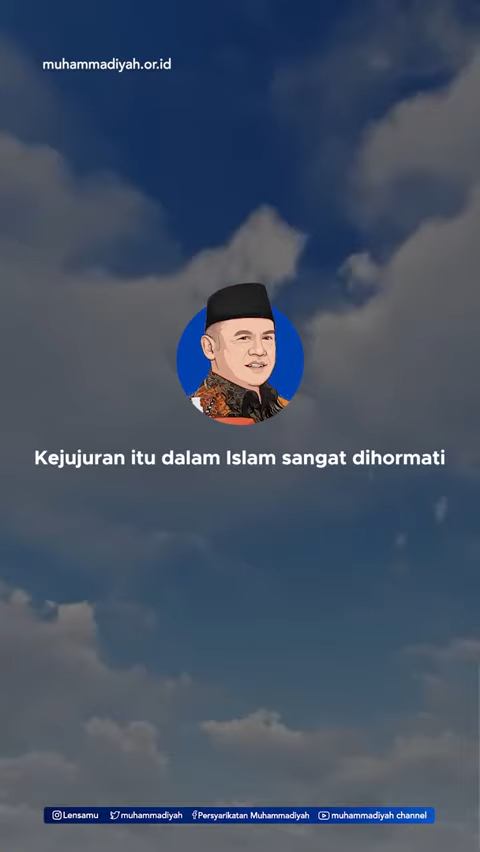 muhammadiyah.or.id
Kejujuran itu dalam Islam sangat dihormati
Lensamu muhammadiyah Persyarikatan Muhammadiyah muhammadiyah channel